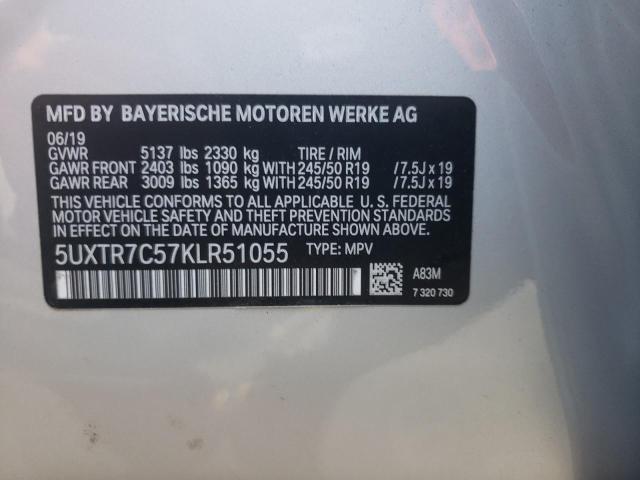 MFD BY BAYERISCHE MOTOREN WERKE AG
06/19
GVWR 5137 lbs 2330 kg TIRE / RIM
GAWR FRONT 2403 lbs 1090 kg WITH 245/50 R19 /7.5J x 19
GAWR REAR 3009 lbs 1365 kg WITH 245/50 R19 /7.5J x 19
THIS VEHICLE CONFORMS TO ALL APPLICABLE U. S. FEDERAL
MOTOR VEHICLE SAFETY, BUMPER, AND THEFT PREVENTION
STANDARDS IN EFFECT ON THE DATE OF MANUFACTURE SHOWN ABOVE.
5UXTR7C57KLR51055 TYPE: MPV
A83M
7 320 730